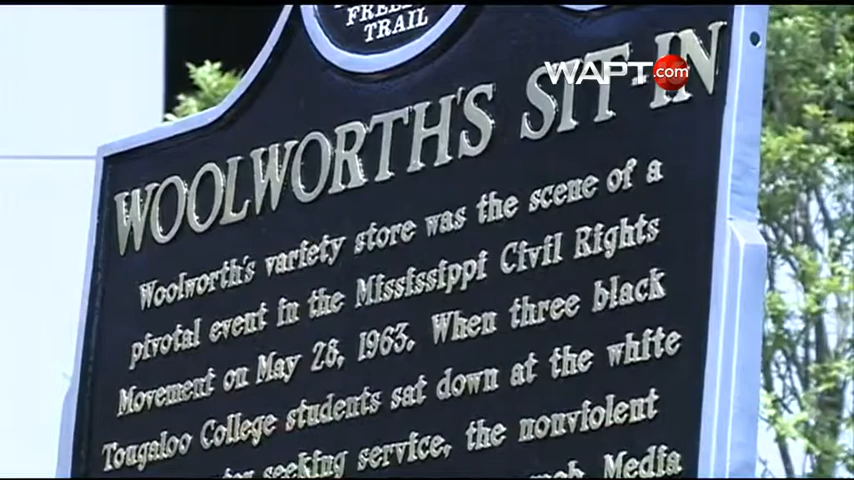 TRAIL
WAPT.com
WOOLWORTH'S SIT-IN
Woolworth's variety store was the scene of a
pivotal event in the Mississippi Civil Rights
Movement on May 28, 1963. When three black
Tougaloo College students sat down at the white
seeking service, the nonviolent
mob. Media